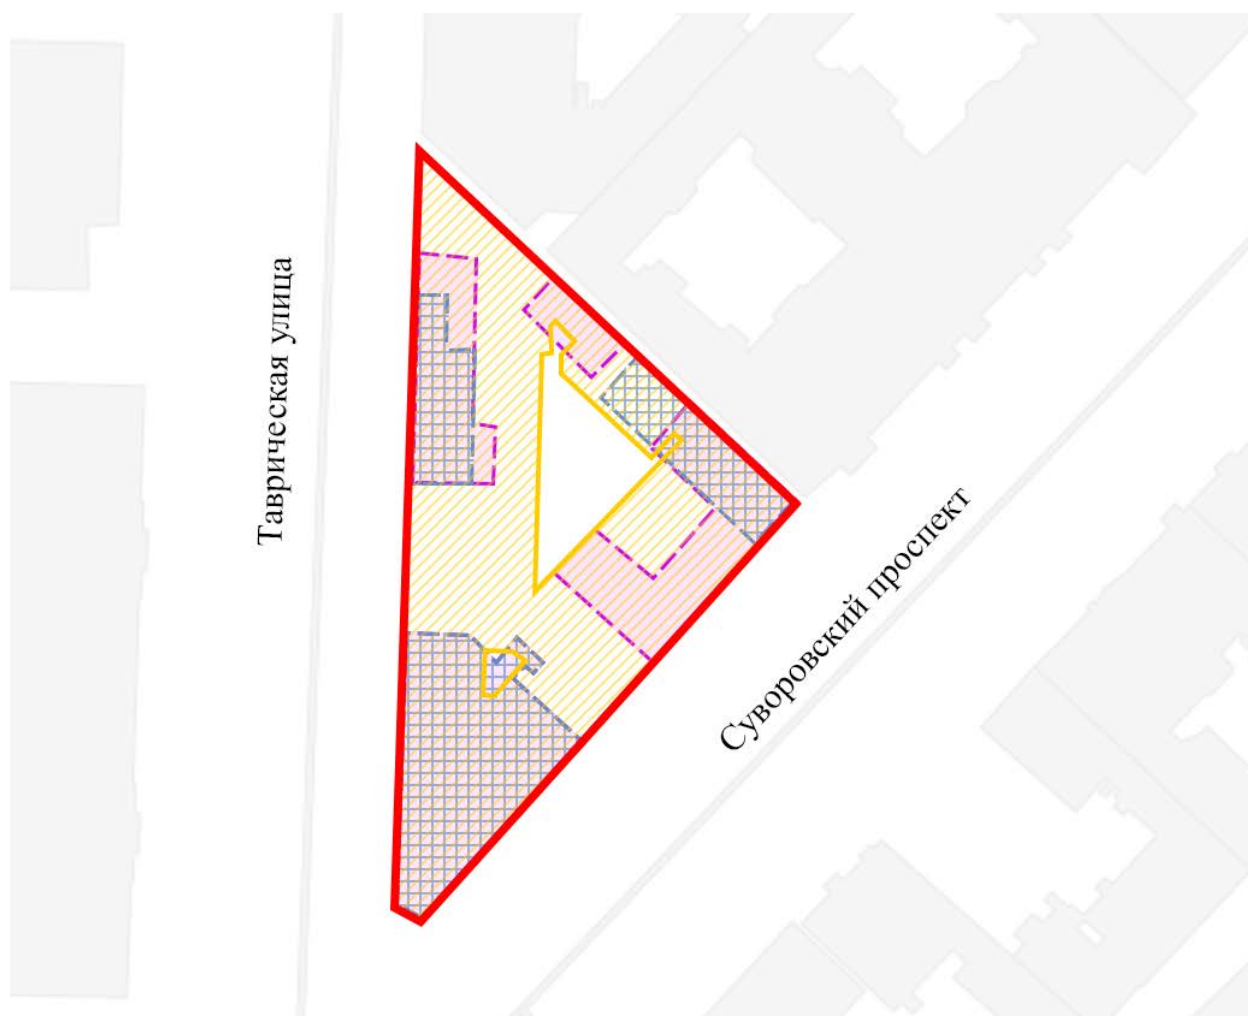 Таврическая улица
Суворовский проспект